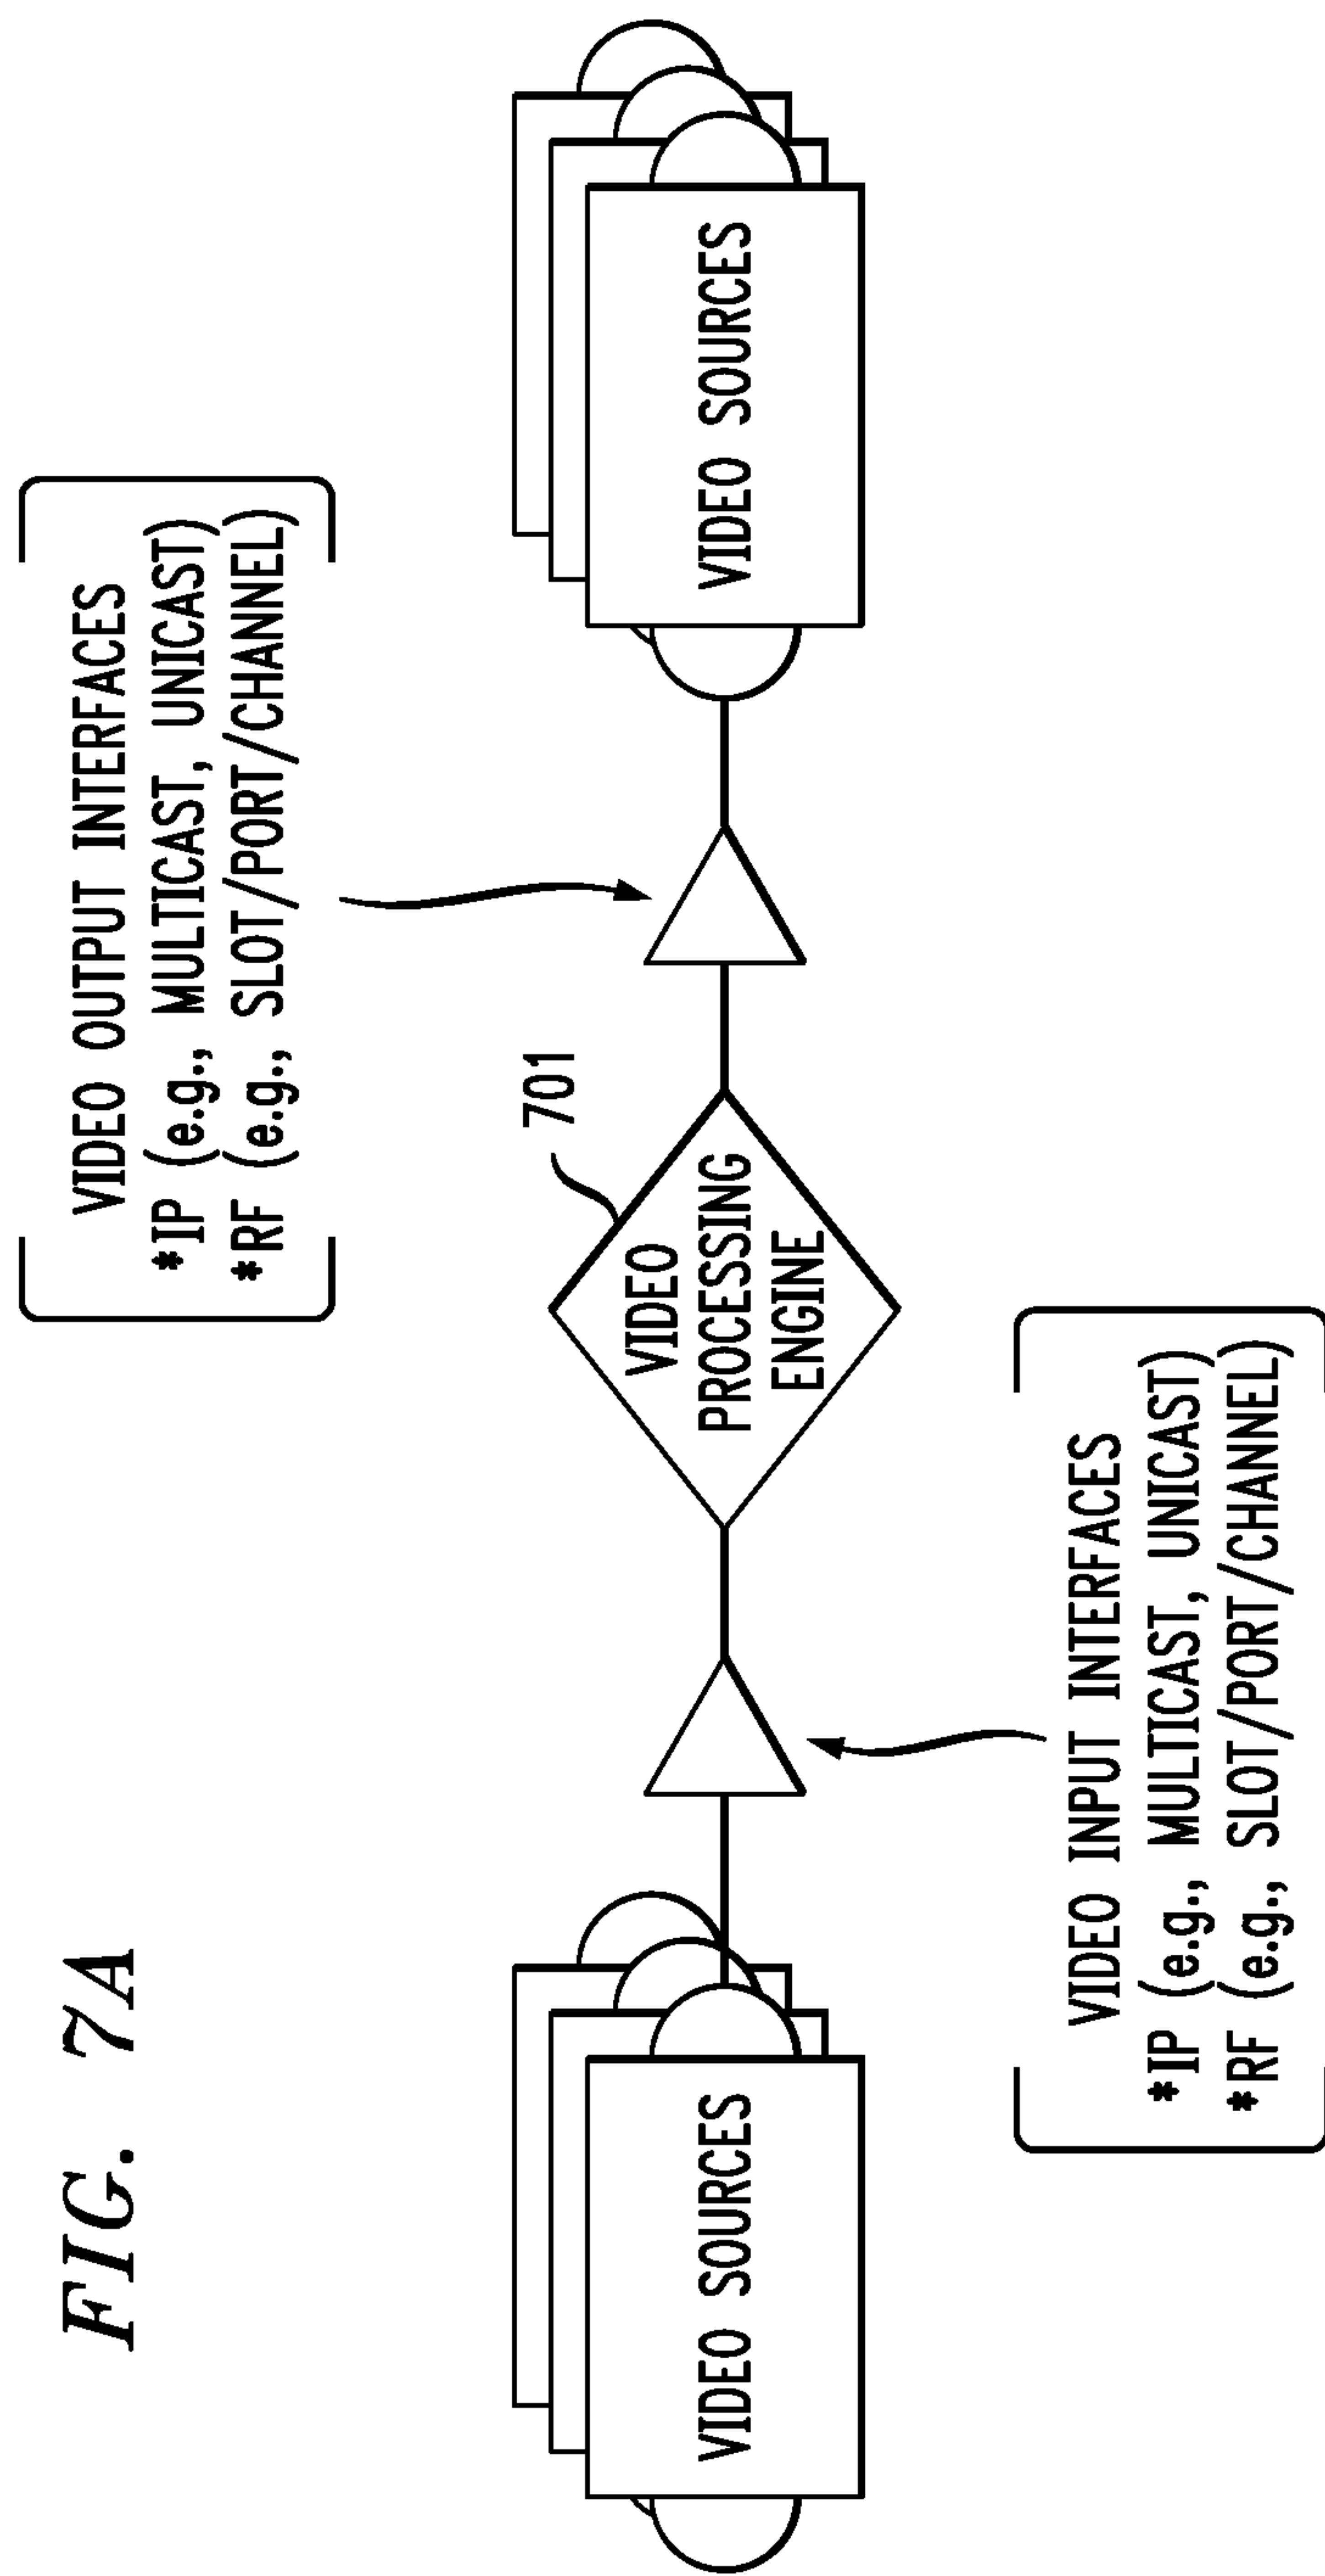 FIG. 7A
VIDEO OUTPUT INTERFACES
*IP (e.g., MULTICAST, UNICAST)
*RF (e.g., SLOT/PORT/CHANNEL)
701
VIDEO SOURCES
VIDEO
PROCESSING
ENGINE
VIDEO SOURCES
VIDEO INPUT INTERFACES
*IP (e.g., MULTICAST, UNICAST)
*RF (e.g., SLOT/PORT/CHANNEL)